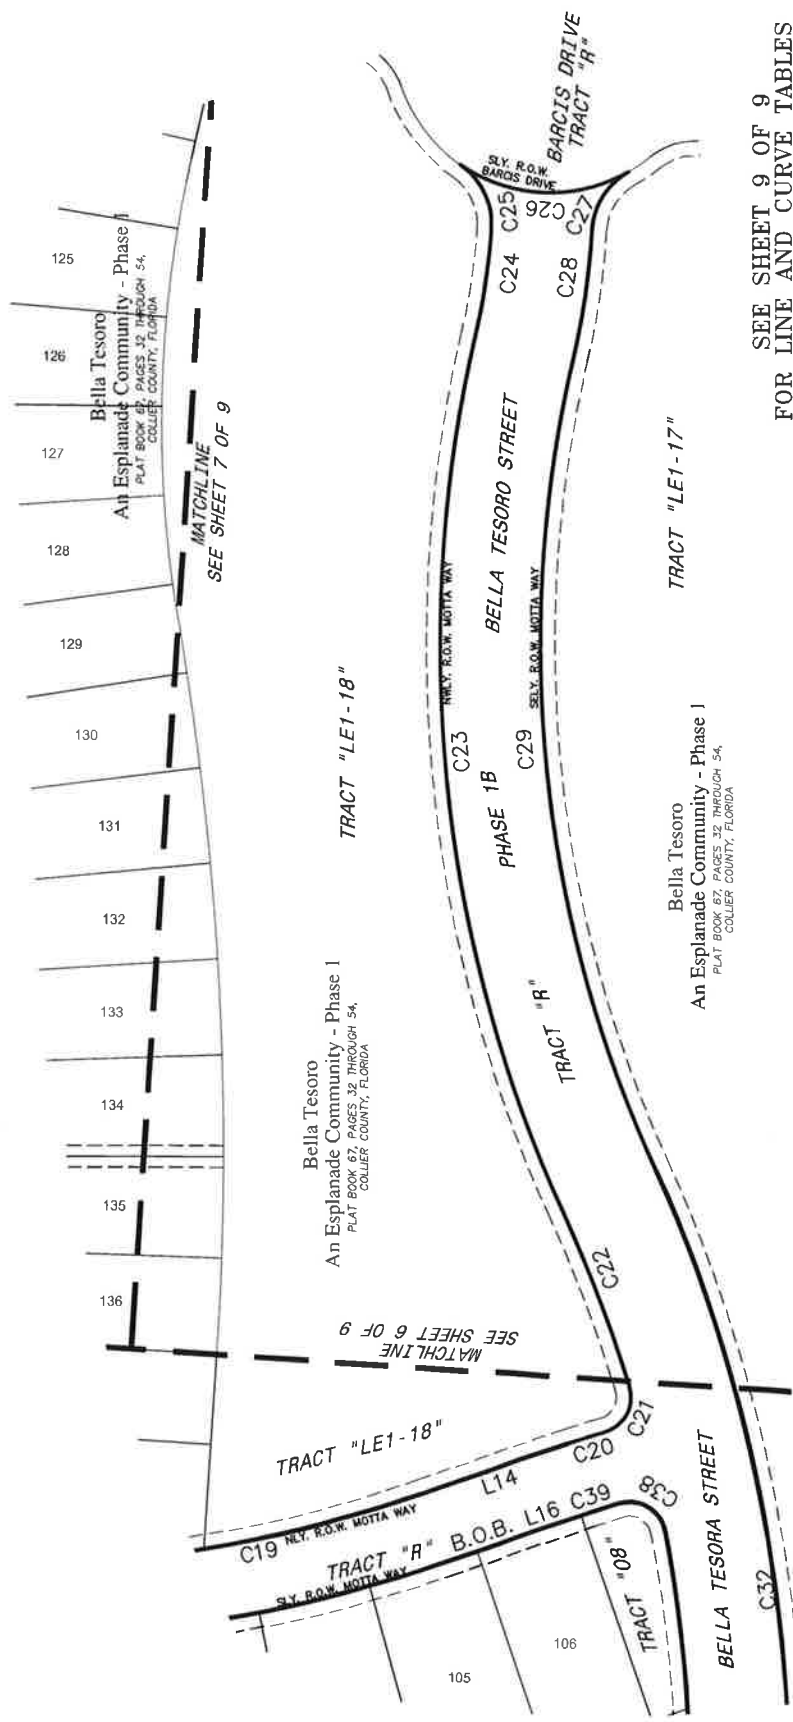 BARCIS DRIVE
TRACT "R"
SLY. R.O.W.
BARCIS DRIVE
SEE SHEET 9 OF 9
FOR LINE AND CURVE TABLES
125
126
127
128
129
130
131
132
133
134
135
136
Bella Tesoro
An Esplanade Community - Phase 1
PLAT BOOK 67, PAGES 32 THROUGH 54,
COLLIER COUNTY, FLORIDA
MATCHLINE
SEE SHEET 7 OF 9
C25
C26
C27
C24
C28
BELLA TESORO STREET
NWLY. R.O.W. MOTTA WAY
SELY. R.O.W. MOTTA WAY
TRACT "LE1-17"
TRACT "LE1-18"
C23
C29
PHASE 1B
TRACT "R"
Bella Tesoro
An Esplanade Community - Phase 1
PLAT BOOK 67, PAGES 32 THROUGH 54,
COLLIER COUNTY, FLORIDA
Bella Tesoro
An Esplanade Community - Phase 1
PLAT BOOK 67, PAGES 32 THROUGH 54,
COLLIER COUNTY, FLORIDA
C22
MATCHLINE
SEE SHEET 6 OF 9
TRACT "LE1-18"
C21
C20
L14
C19
NLY. R.O.W. MOTTA WAY
TRACT "R"
B.O.B.
L16
C39
C38
SLY. R.O.W. MOTTA WAY
105
106
TRACT "08"
BELLA TESORA STREET
C32